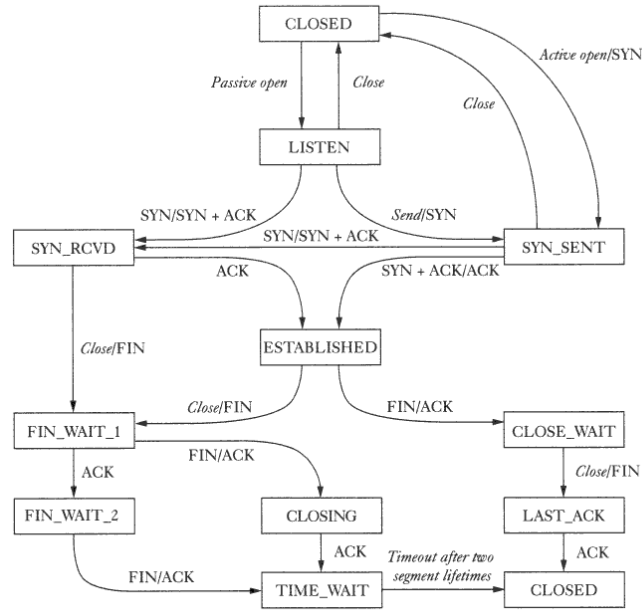 CLOSED
Active open/SYN
Passive open
Close
Close
LISTEN
SYN/SYN + ACK
Send/SYN
SYN/SYN + ACK
SYN_RCVD
SYN_SENT
ACK
SYN + ACK/ACK
ESTABLISHED
Close/FIN
Close/FIN
FIN/ACK
FIN_WAIT_1
CLOSE_WAIT
FIN/ACK
ACK
Close/FIN
FIN_WAIT_2
CLOSING
LAST_ACK
ACK
Timeout after two
segment lifetimes
ACK
FIN/ACK
TIME_WAIT
CLOSED